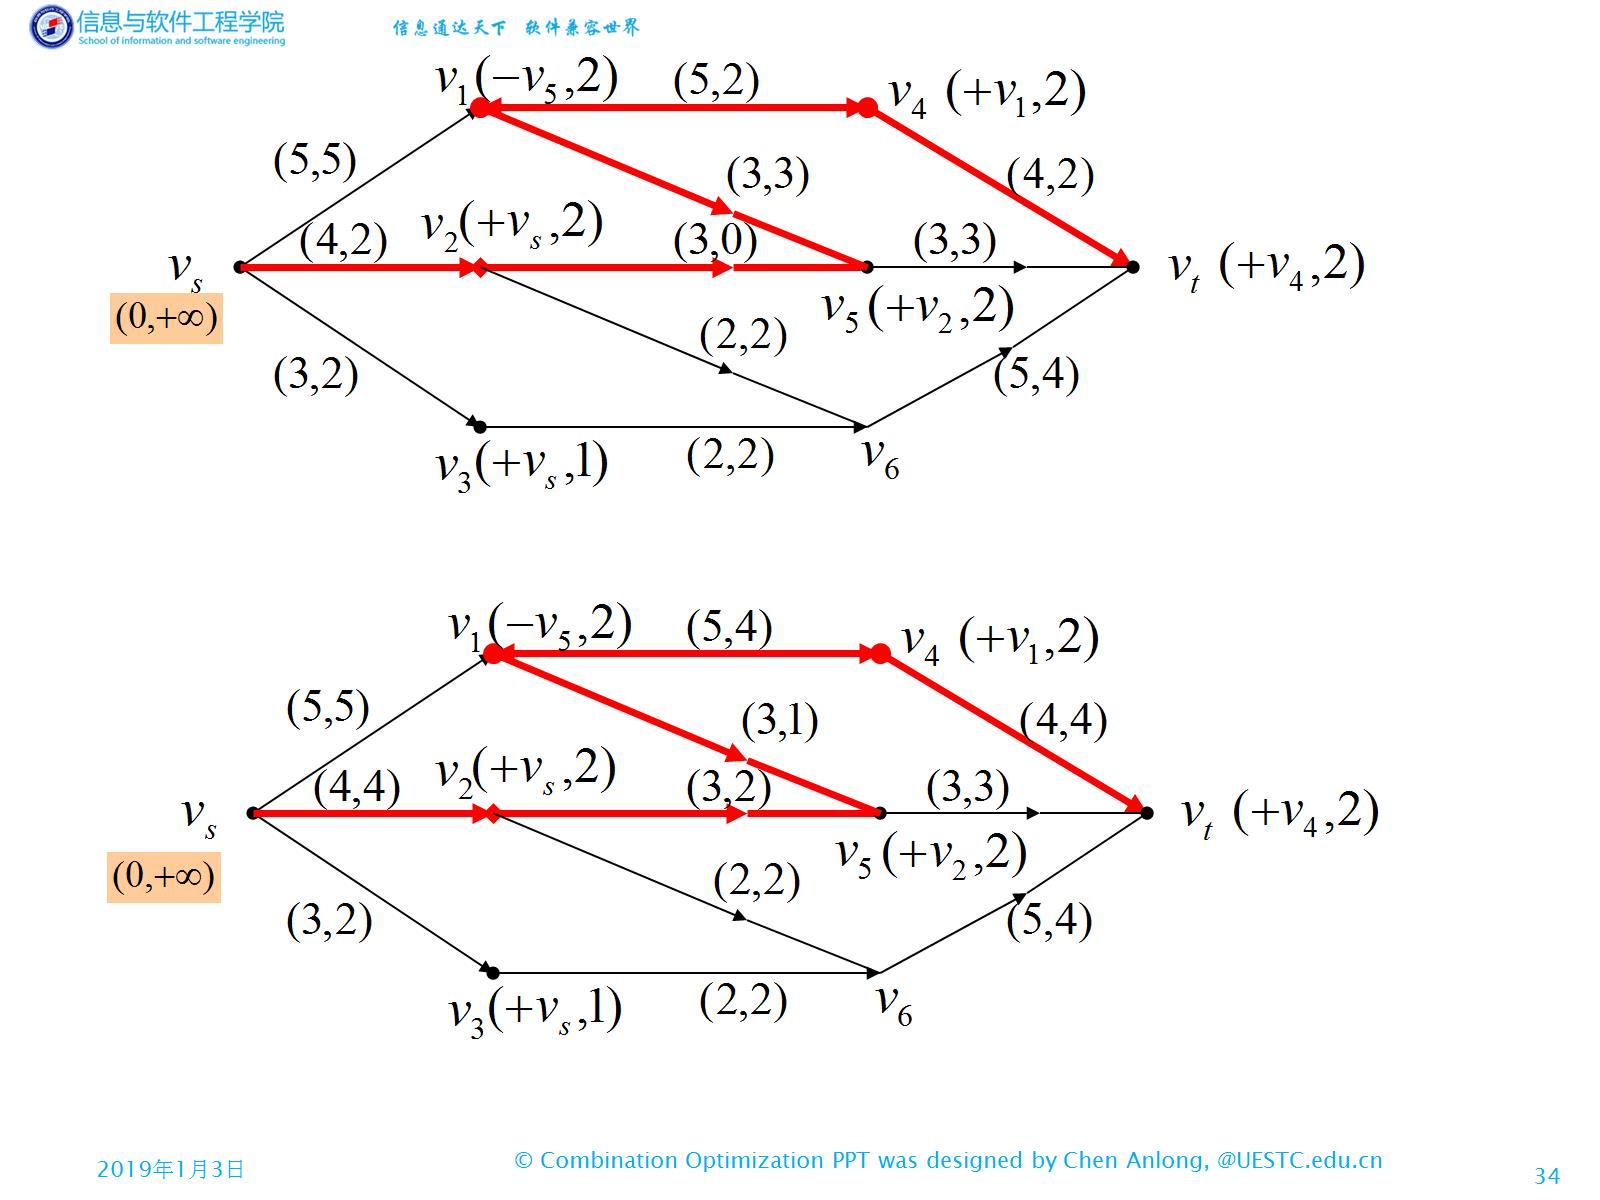 信息与软件工程学院
School of information and software engineering
信息通达天下 软件兼容世界
v₁(−v₅,2)
(5,2)
v₄ (+v₁,2)
(5,5)
(3,3)
(4,2)
v₂(+vₛ,2)
(4,2)
(3,0)
(3,3)
vₛ
vₜ (+v₄,2)
(0,+∞)
v₅(+v₂,2)
(2,2)
(3,2)
(5,4)
v₃(+vₛ,1)
(2,2)
v₆
v₁(−v₅,2)
(5,4)
v₄ (+v₁,2)
(5,5)
(3,1)
(4,4)
v₂(+vₛ,2)
(4,4)
(3,2)
(3,3)
vₛ
vₜ (+v₄,2)
(0,+∞)
v₅(+v₂,2)
(2,2)
(3,2)
(5,4)
v₃(+vₛ,1)
(2,2)
v₆
2019年1月3日
© Combination Optimization PPT was designed by Chen Anlong, @UESTC.edu.cn
34